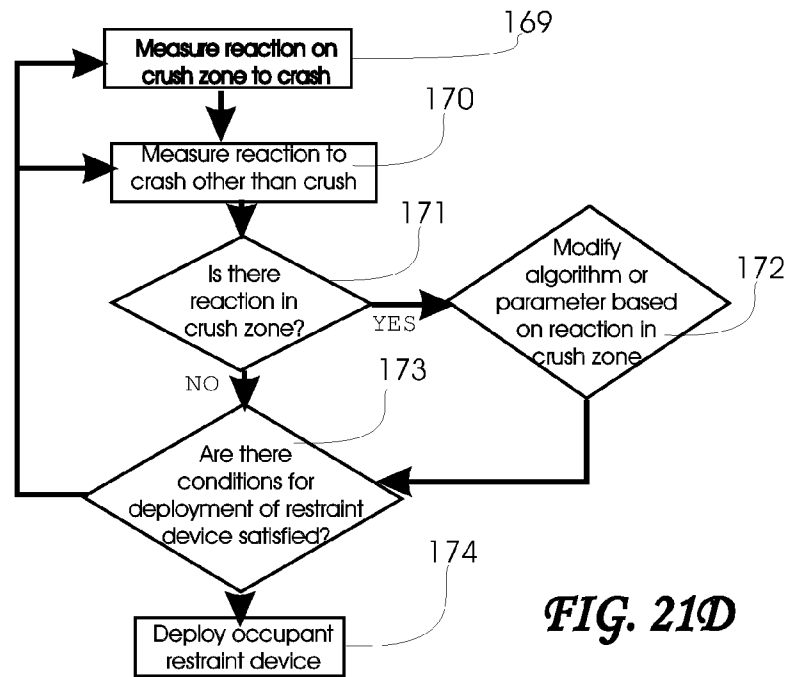 169
Measure reaction on
crush zone to crash
170
Measure reaction to
crash other than crush
171
Is there
reaction in
crush zone?
YES
172
Modify
algorithm or
parameter based
on reaction in
crush zone
NO
173
Are there
conditions for
deployment of restraint
device satisfied?
174
Deploy occupant
restraint device
FIG. 21D